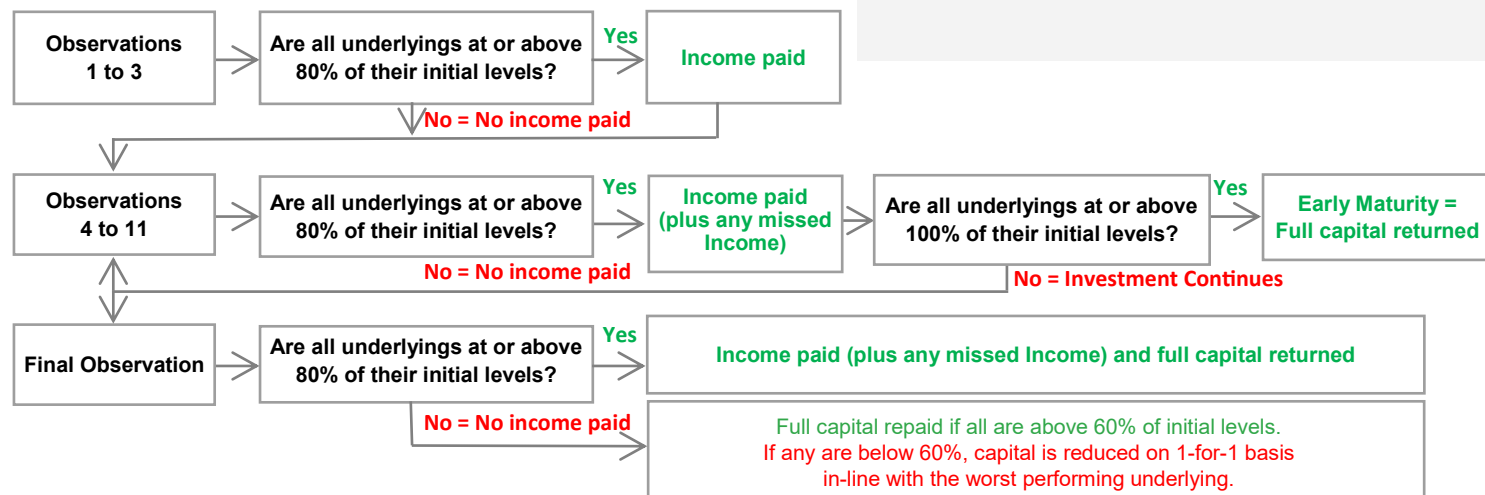 Observations
1 to 3
Are all underlyings at or above
80% of their initial levels?
Yes
Income paid
No = No income paid
Observations
4 to 11
Are all underlyings at or above
80% of their initial levels?
Yes
Income paid
(plus any missed
Income)
Are all underlyings at or above
100% of their initial levels?
Yes
Early Maturity =
Full capital returned
No = No income paid
No = Investment Continues
Final Observation
Are all underlyings at or above
80% of their initial levels?
Yes
Income paid (plus any missed Income) and full capital returned
No = No income paid
Full capital repaid if all are above 60% of initial levels.
If any are below 60%, capital is reduced on 1-for-1 basis
in-line with the worst performing underlying.